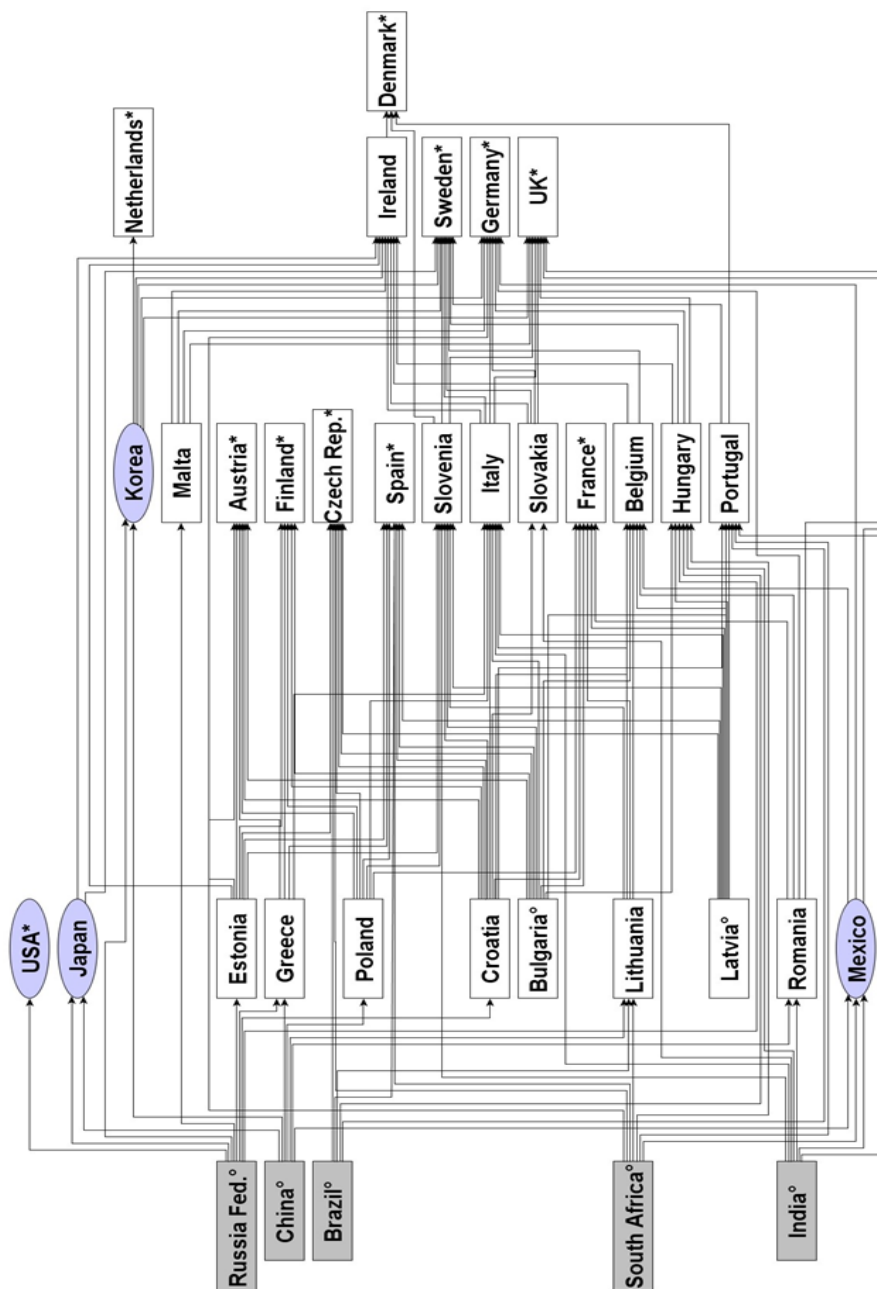 Denmark*
Netherlands*
Ireland
Sweden*
Germany*
UK*
Korea
Malta
Austria*
Finland*
Czech Rep.*
Spain*
Slovenia
Italy
Slovakia
France*
Belgium
Hungary
Portugal
USA*
Japan
Estonia
Greece
Poland
Croatia
Bulgaria°
Lithuania
Latvia°
Romania
Mexico
Russia Fed.°
China°
Brazil°
South Africa°
India°